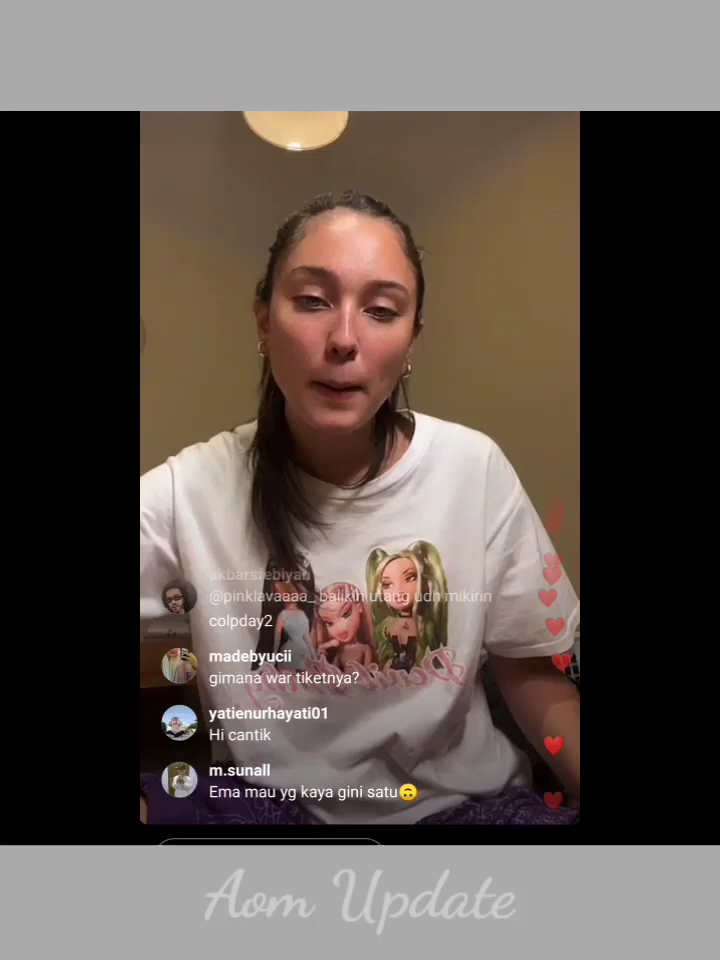 akbarsiebiyan
@pinklavaaaa_ balikin utang udh mikirin
colpday2
madebyucii
gimana war tiketnya?
yatienurhayati01
Hi cantik
m.sunall
Ema mau yg kaya gini satu🙃
Aom Update